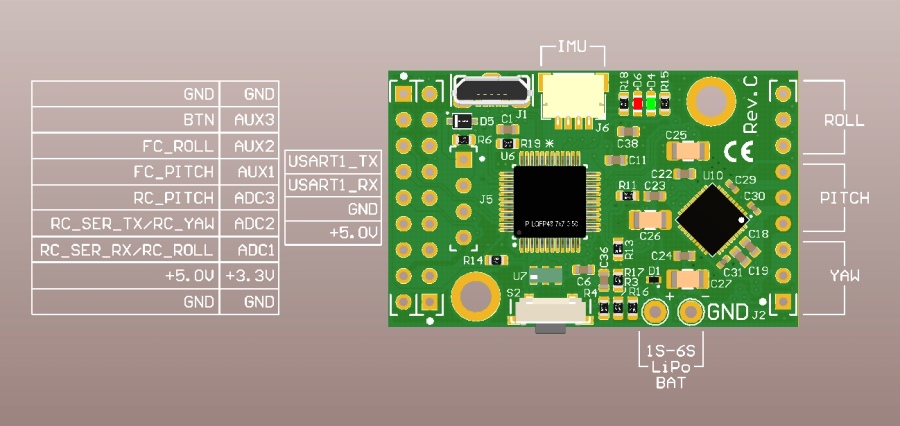 IMU
GND GND
BTN AUX3
FC_ROLL AUX2
FC_PITCH AUX1
RC_PITCH ADC3
RC_SER_TX/RC_YAW ADC2
RC_SER_RX/RC_ROLL ADC1
+5.0V +3.3V
GND GND
USART1_TX
USART1_RX
GND
+5.0V
J1
D5
C1
R6
U6
R19 *
J5
R14
U7
S2
C6
R4
J6
R18
D6
D4
R15
C38
C11
R11
C23
C22
C25
Rev.C
CE
U10
C29
C30
C26
C18
C19
C31
C24
C27
R13
C36
R17
R3
R16
D1
+ -
GND
J2
ROLL
PITCH
YAW
1S-6S
LiPo
BAT